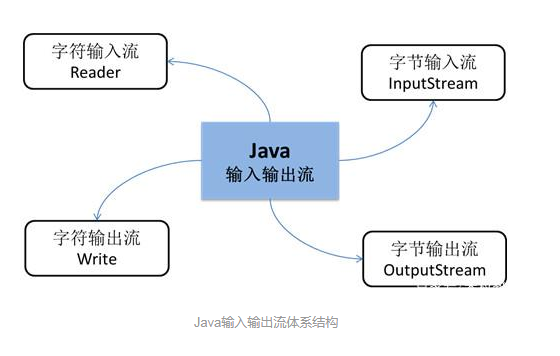 字符输入流
Reader
字节输入流
InputStream
Java
输入输出流
字符输出流
Write
字节输出流
OutputStream
Java输入输出流体系结构